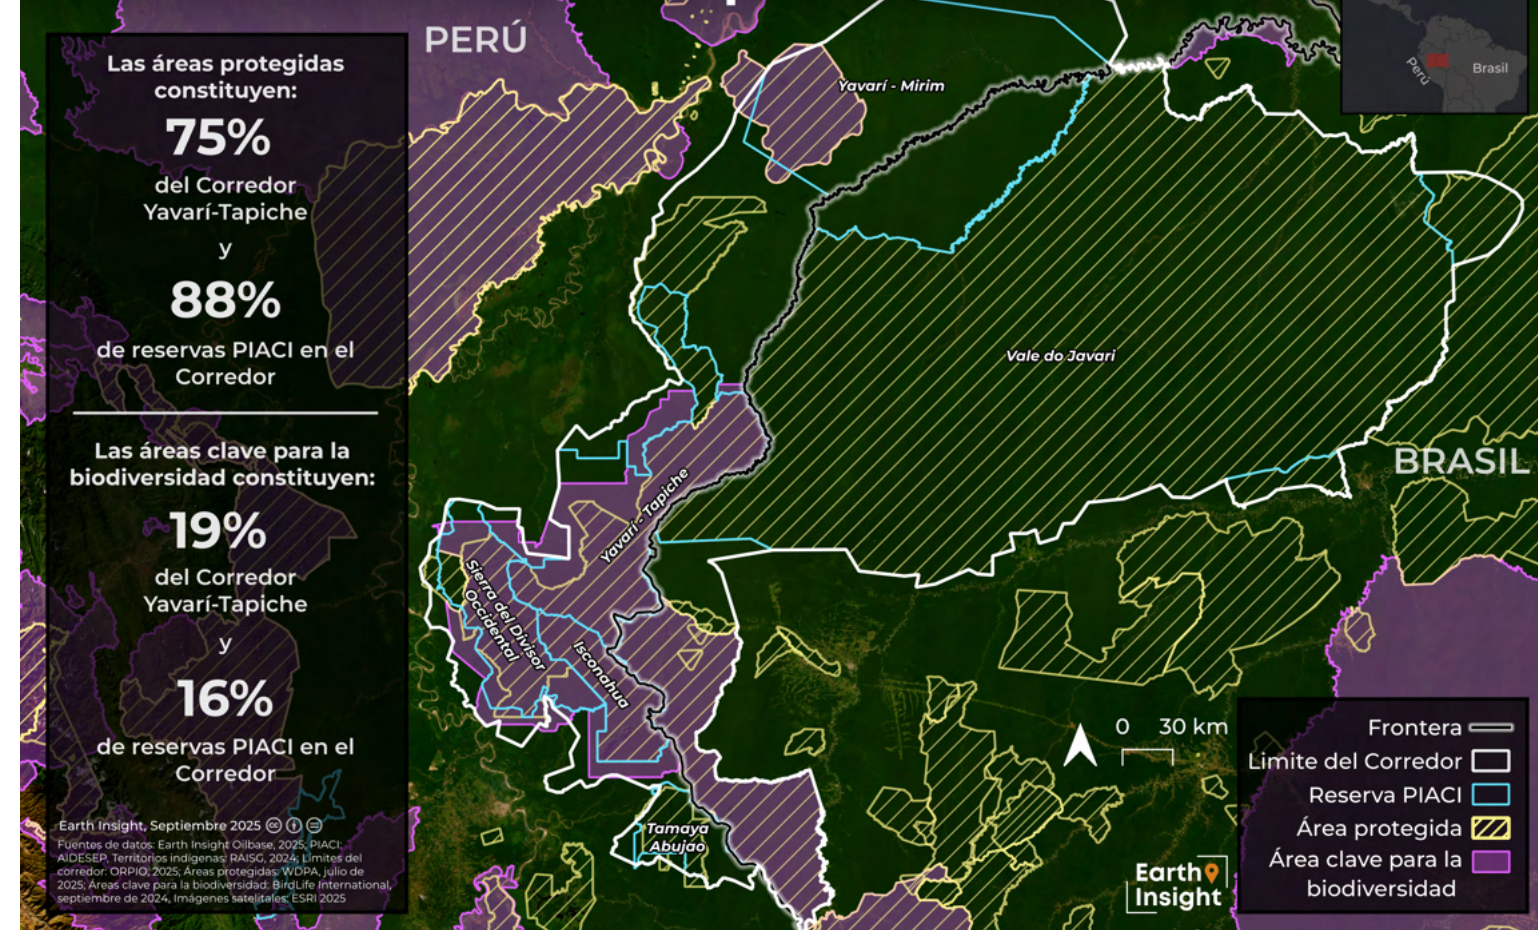 Las áreas protegidas
constituyen:
75%
del Corredor
Yavarí-Tapiche
y
88%
de reservas PIACI en el
Corredor
Las áreas clave para la
biodiversidad constituyen:
19%
del Corredor
Yavarí-Tapiche
y
16%
de reservas PIACI en el
Corredor
Earth Insight, Septiembre 2025
Fuentes de datos: Earth Insight Oilbase, 2025; PIACI:
AIDESEP, Territorios indígenas: RAISG, 2024; Límites del
corredor: ORPIO, 2025; Áreas protegidas: WDPA, julio de
2025; Áreas clave para la biodiversidad: BirdLife International,
septiembre de 2024, Imágenes satelitales: ESRI 2025
PERÚ
Yavarí - Mirim
Perú
Brasil
Vale do Javari
BRASIL
Yavarí - Tapiche
Sierra del Divisor
Occidental
Isconahua
Tamaya
Abujao
0 30 km
Earth
Insight
Frontera
Límite del Corredor
Reserva PIACI
Área protegida
Área clave para la
biodiversidad